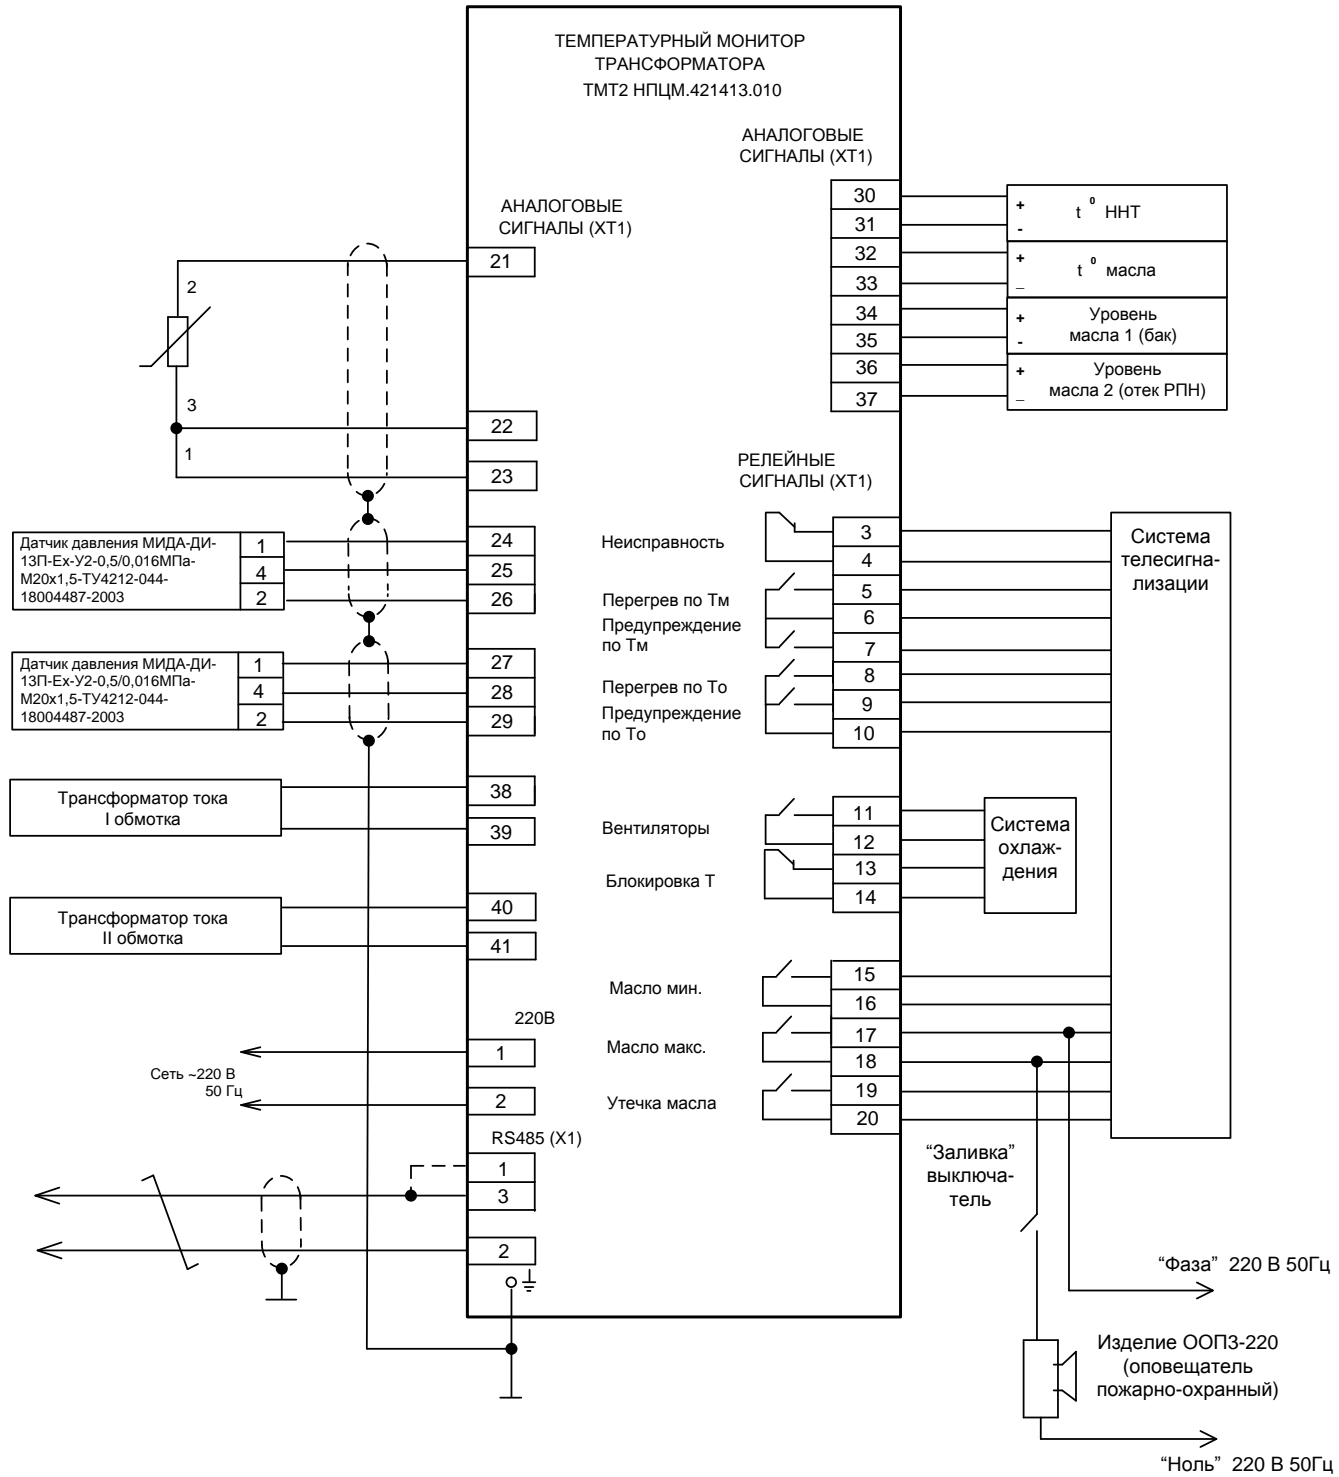 ТЕМПЕРАТУРНЫЙ МОНИТОР
ТРАНСФОРМАТОРА
ТМТ2 НПЦМ.421413.010
АНАЛОГОВЫЕ
СИГНАЛЫ (XT1)
21
22
23
24
25
26
27
28
29
38
39
40
41
220В
1
2
RS485 (X1)
1
3
2
2
3
1
Датчик давления МИДА-ДИ-
13П-Ех-У2-0,5/0,016МПа-
М20х1,5-ТУ4212-044-
18004487-2003
1
4
2
Датчик давления МИДА-ДИ-
13П-Ех-У2-0,5/0,016МПа-
М20х1,5-ТУ4212-044-
18004487-2003
1
4
2
Трансформатор тока
I обмотка
Трансформатор тока
II обмотка
Сеть ~220 В
50 Гц
АНАЛОГОВЫЕ
СИГНАЛЫ (XT1)
30
31
32
33
34
35
36
37
+ t 0 ННТ
-
+ t 0 масла
_
+ Уровень
- масла 1 (бак)
+ Уровень
_ масла 2 (отек РПН)
РЕЛЕЙНЫЕ
СИГНАЛЫ (XT1)
Неисправность
Перегрев по Тм
Предупреждение
по Тм
Перегрев по То
Предупреждение
по То
Вентиляторы
Блокировка Т
Масло мин.
Масло макс.
Утечка масла
3
4
5
6
7
8
9
10
11
12
13
14
15
16
17
18
19
20
Система
телесигна-
лизации
Система
охлаж-
дения
“Заливка”
выключа-
тель
“Фаза” 220 В 50Гц
Изделие ООПЗ-220
(оповещатель
пожарно-охранный)
“Ноль” 220 В 50Гц